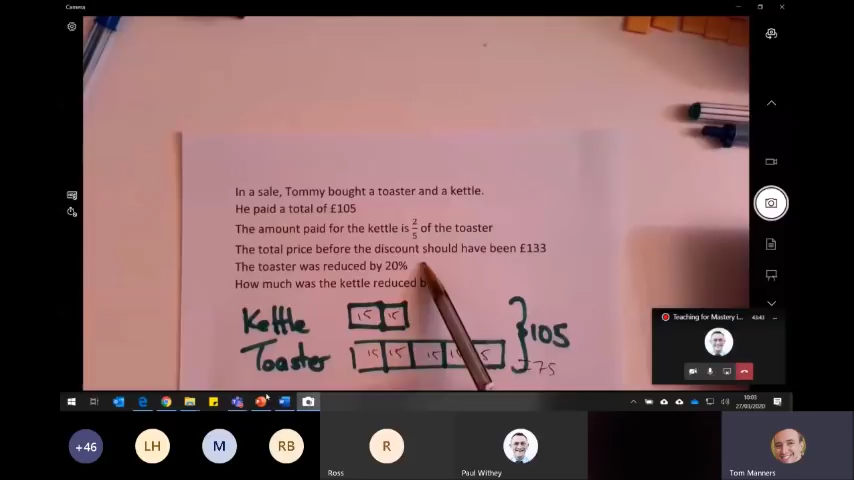 Camera
In a sale, Tommy bought a toaster and a kettle.
He paid a total of £105
The amount paid for the kettle is 2/5 of the toaster
The total price before the discount should have been £133
The toaster was reduced by 20%
How much was the kettle reduced b
Kettle 15 15
Toaster 15 15 15 15 5
105
=75
Teaching for Mastery i... 43:43
10:03
27/03/2020
+46
LH
M
RB
R
Ross
Paul Withey
Tom Manners